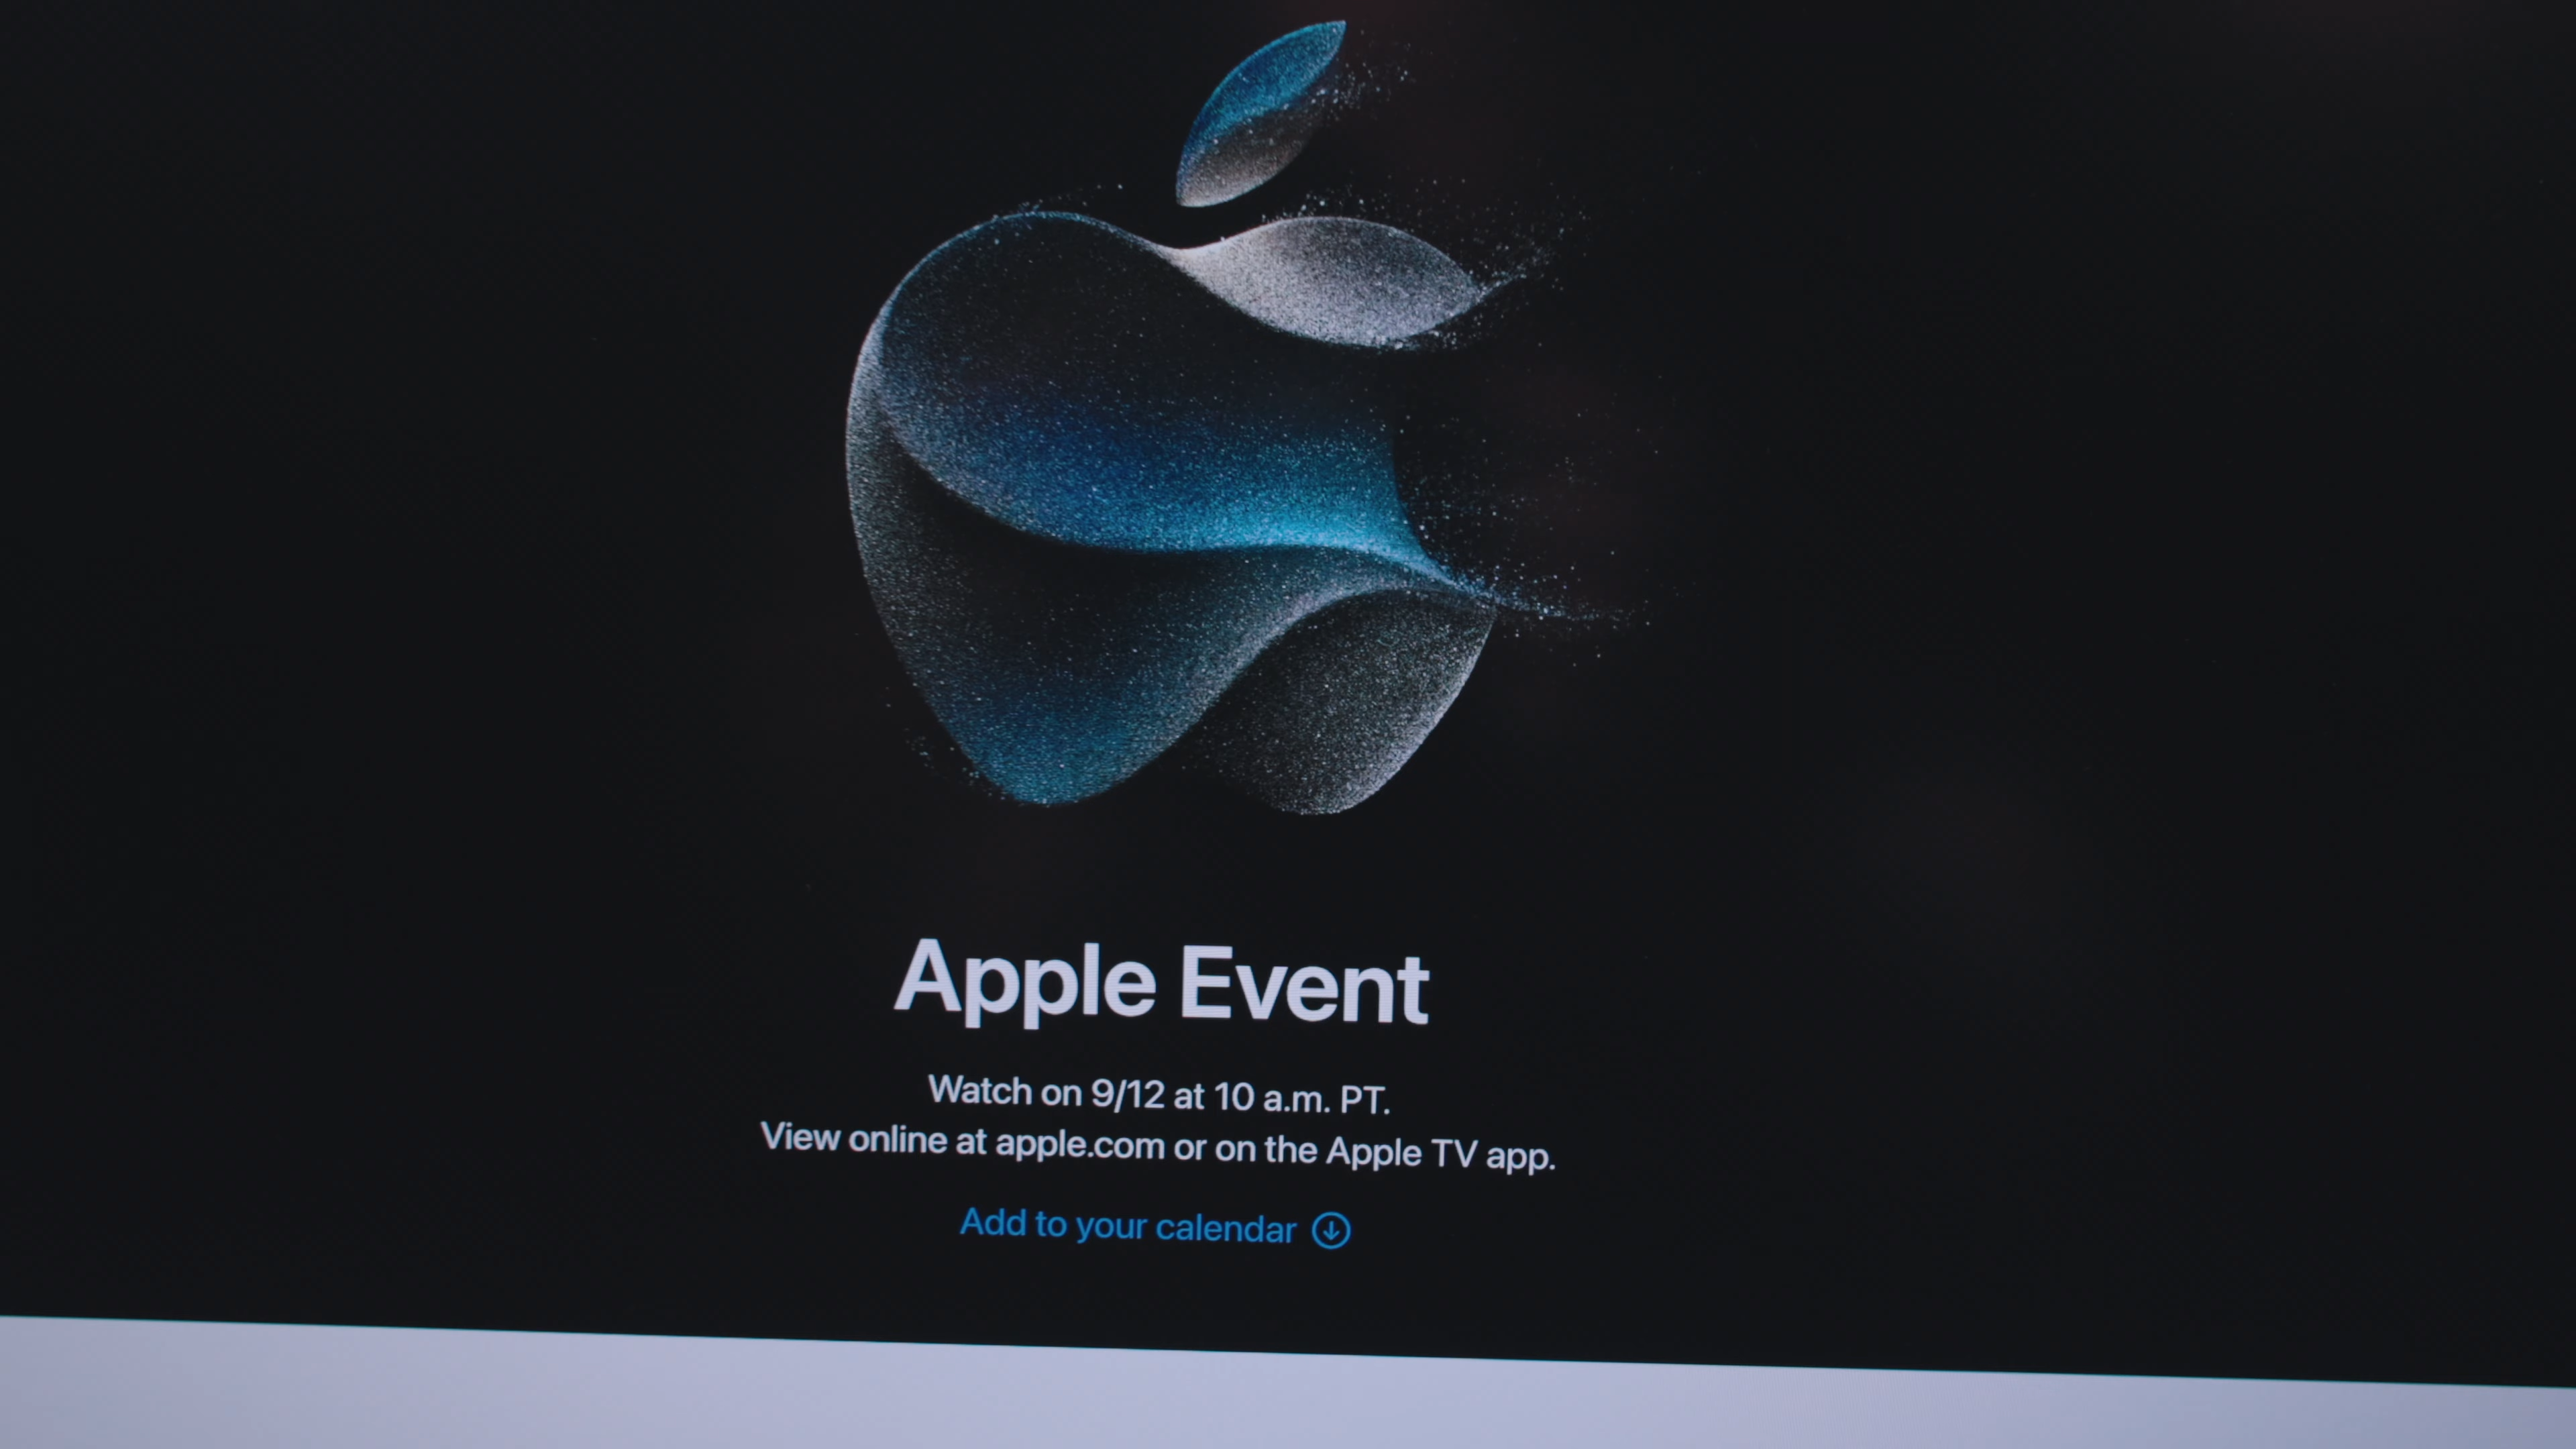 Apple Event
Watch on 9/12 at 10 a.m. PT.
View online at apple.com or on the Apple TV app.
Add to your calendar